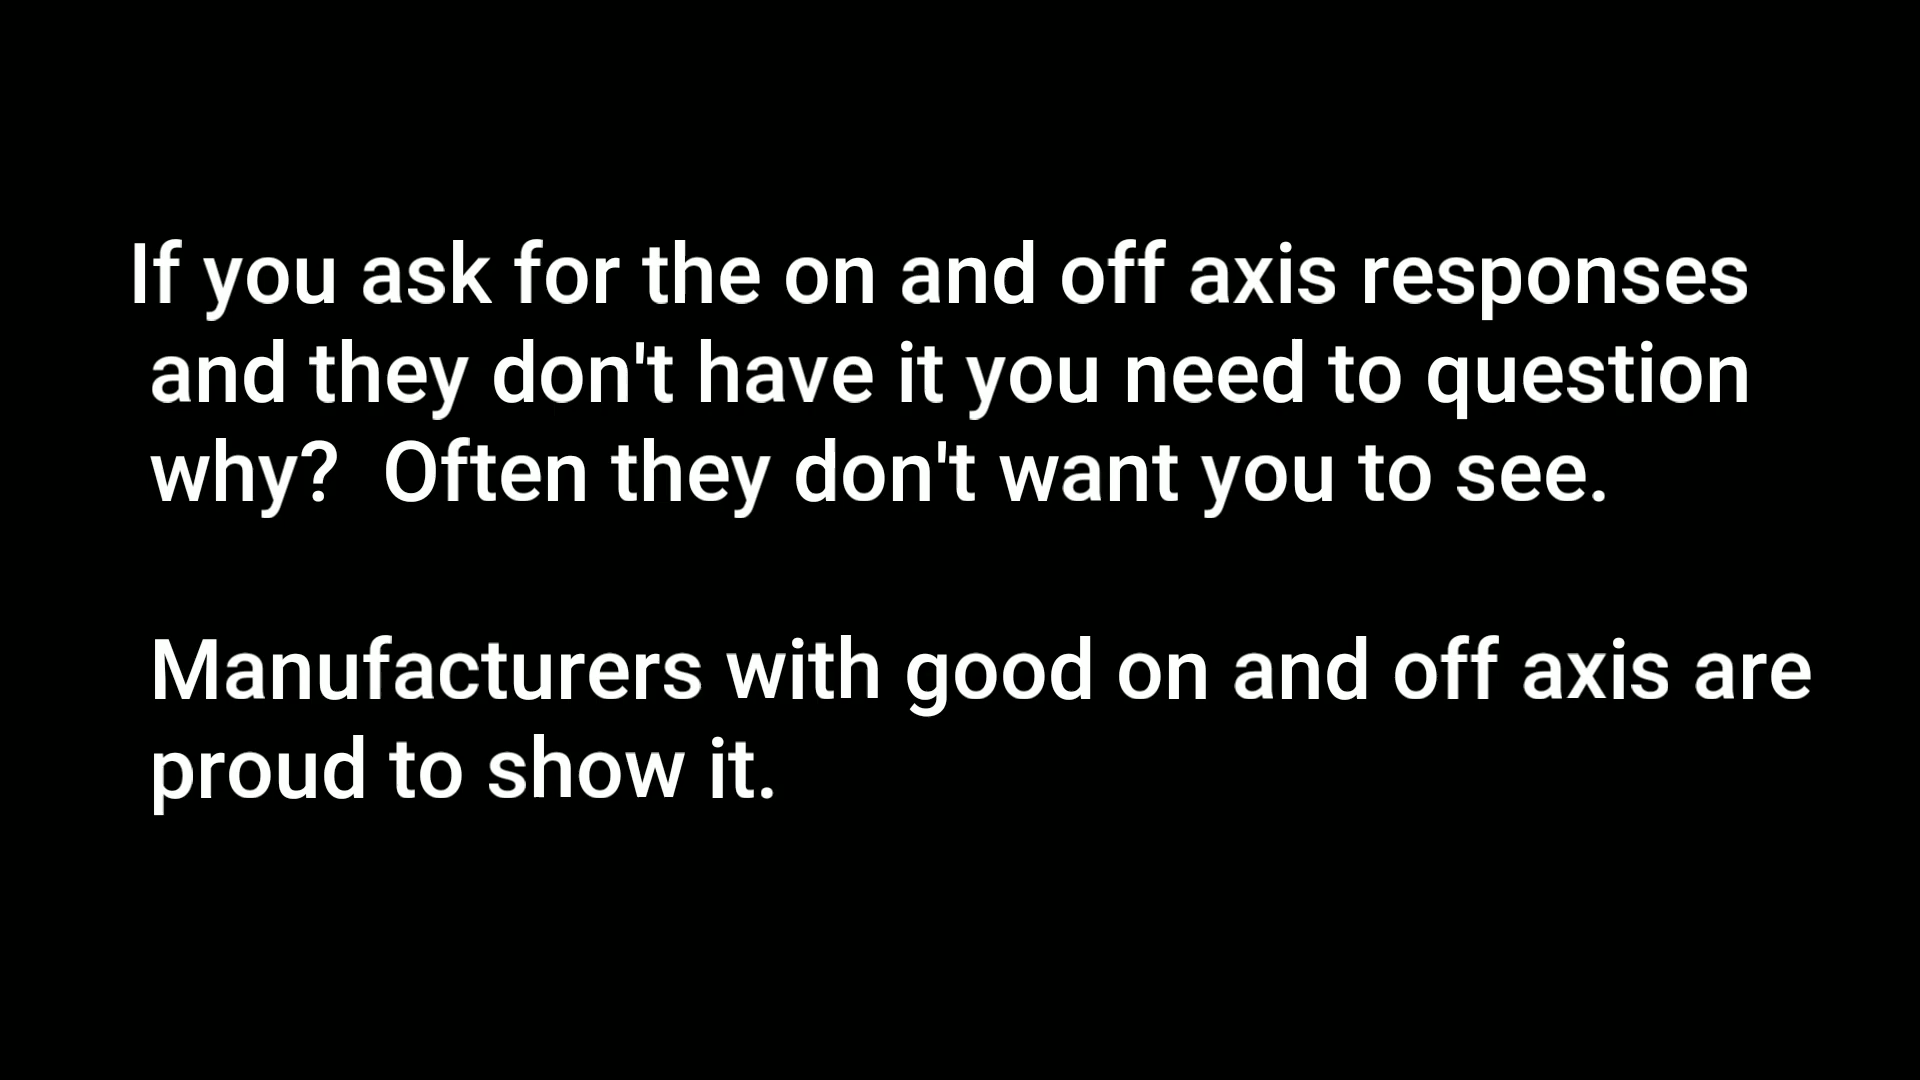 If you ask for the on and off axis responses
and they don't have it you need to question
why?  Often they don't want you to see.

Manufacturers with good on and off axis are
proud to show it.